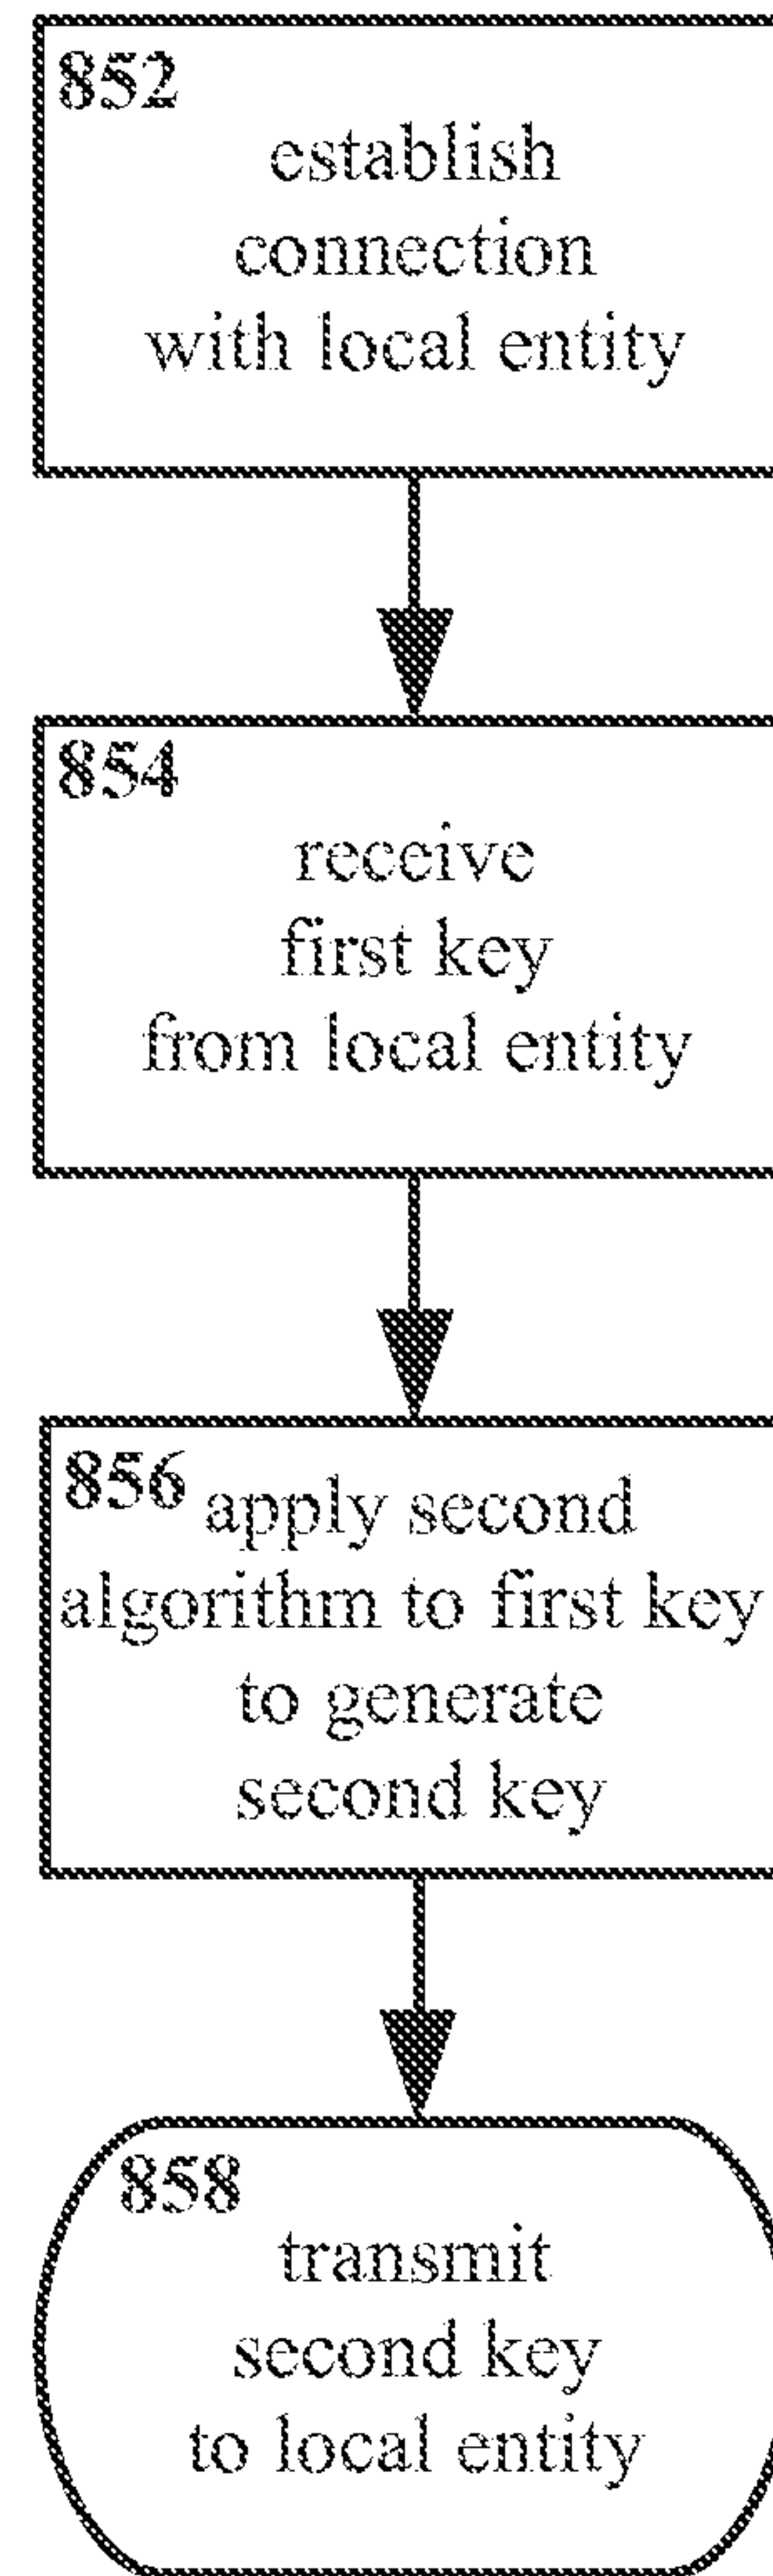 852
establish
connection
with local entity
854
receive
first key
from local entity
856 apply second
algorithm to first key
to generate
second key
858
transmit
second key
to local entity